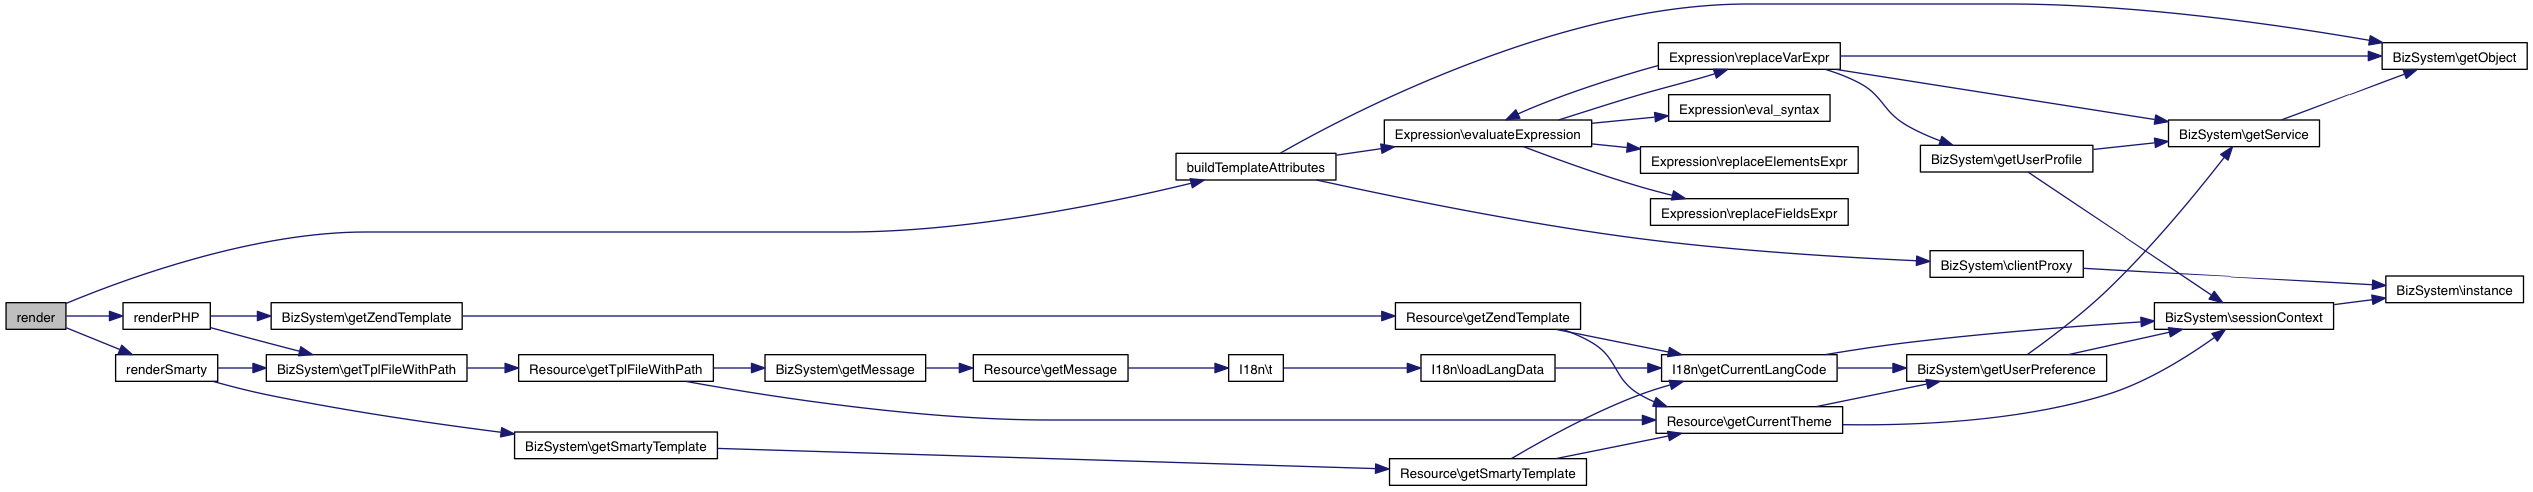 render
renderPHP
renderSmarty
BizSystem\getZendTemplate
BizSystem\getTplFileWithPath
BizSystem\getSmartyTemplate
Resource\getTplFileWithPath
BizSystem\getMessage
Resource\getMessage
buildTemplateAttributes
I18n\t
Expression\evaluateExpression
Resource\getZendTemplate
I18n\loadLangData
Resource\getSmartyTemplate
Expression\replaceVarExpr
Expression\eval_syntax
Expression\replaceElementsExpr
Expression\replaceFieldsExpr
I18n\getCurrentLangCode
Resource\getCurrentTheme
BizSystem\getUserProfile
BizSystem\clientProxy
BizSystem\getUserPreference
BizSystem\getService
BizSystem\sessionContext
BizSystem\getObject
BizSystem\instance